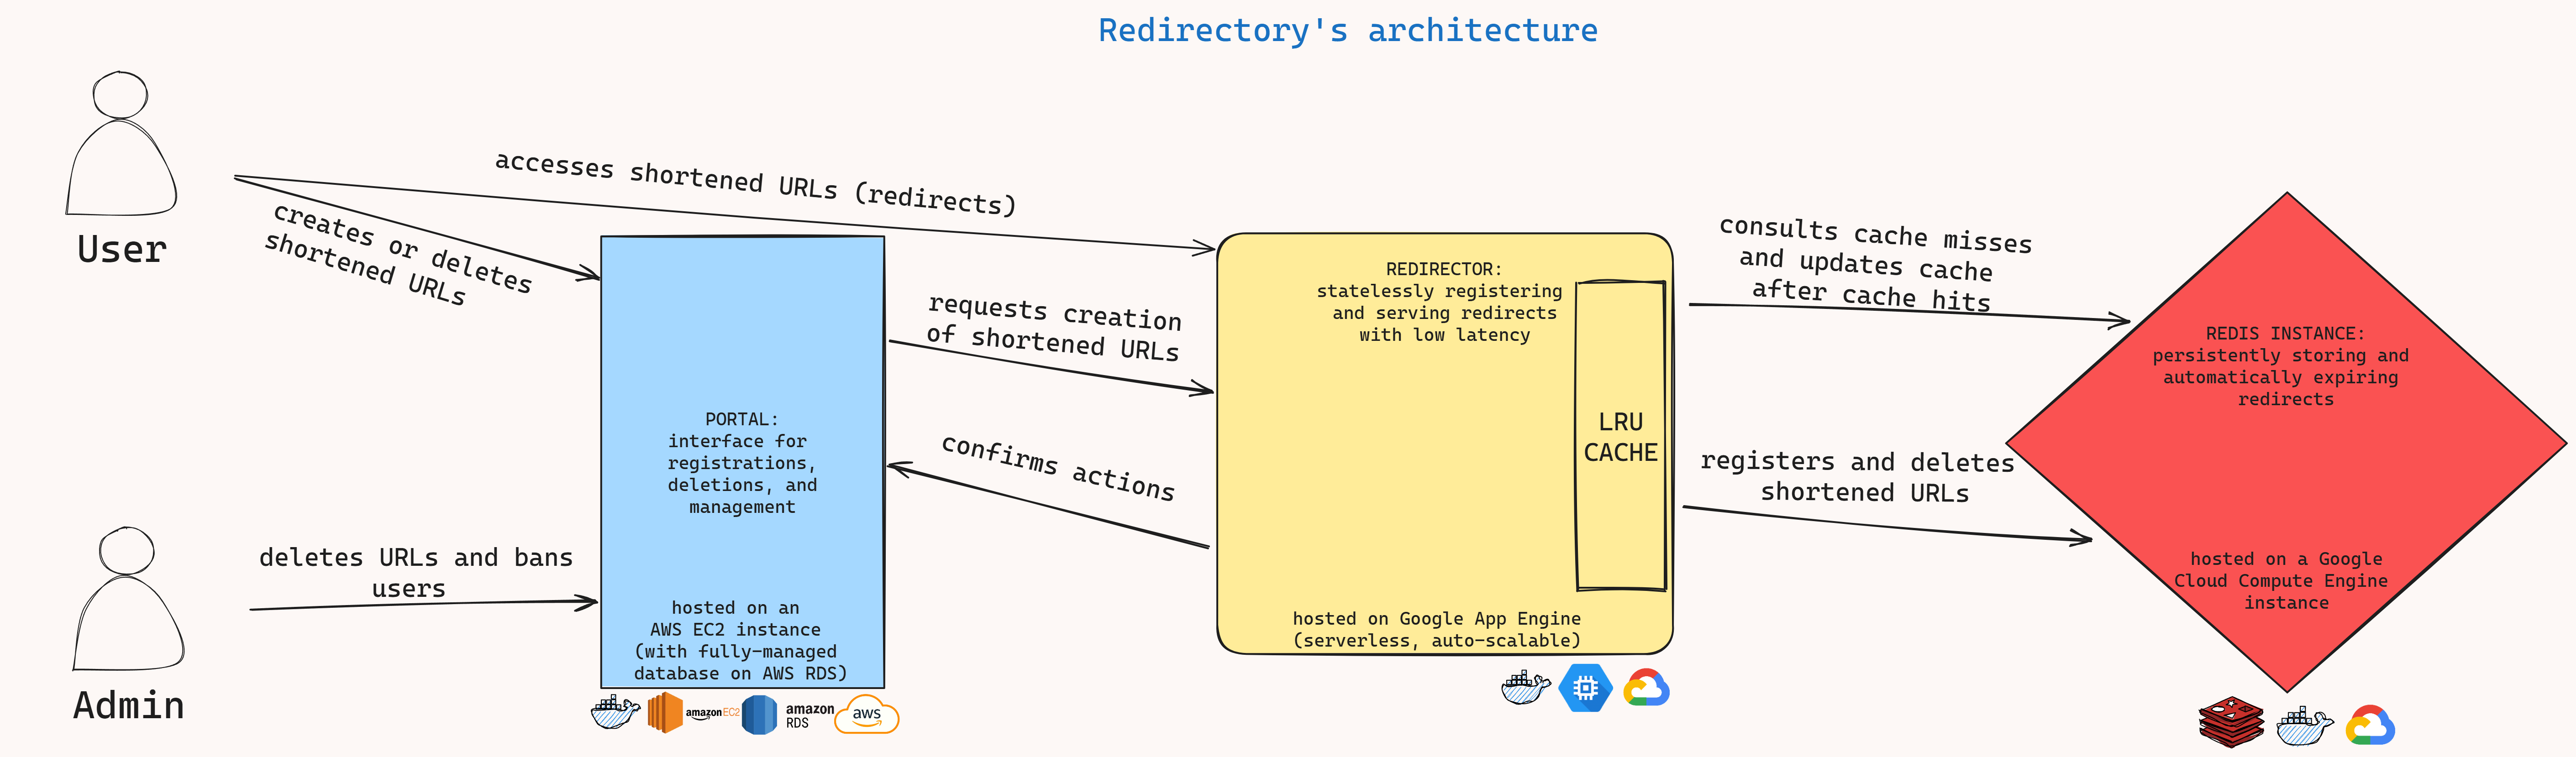 Redirectory's architecture
User
accesses shortened URLs (redirects)
creates or deletes
shortened URLs
Admin
deletes URLs and bans
users
PORTAL:
interface for
registrations,
deletions, and
management
hosted on an
AWS EC2 instance
(with fully-managed
database on AWS RDS)
amazon EC2
amazon
RDS
aws
requests creation
of shortened URLs
confirms actions
REDIRECTOR:
statelessly registering
and serving redirects
with low latency
LRU
CACHE
hosted on Google App Engine
(serverless, auto-scalable)
consults cache misses
and updates cache
after cache hits
registers and deletes
shortened URLs
REDIS INSTANCE:
persistently storing and
automatically expiring
redirects
hosted on a Google
Cloud Compute Engine
instance